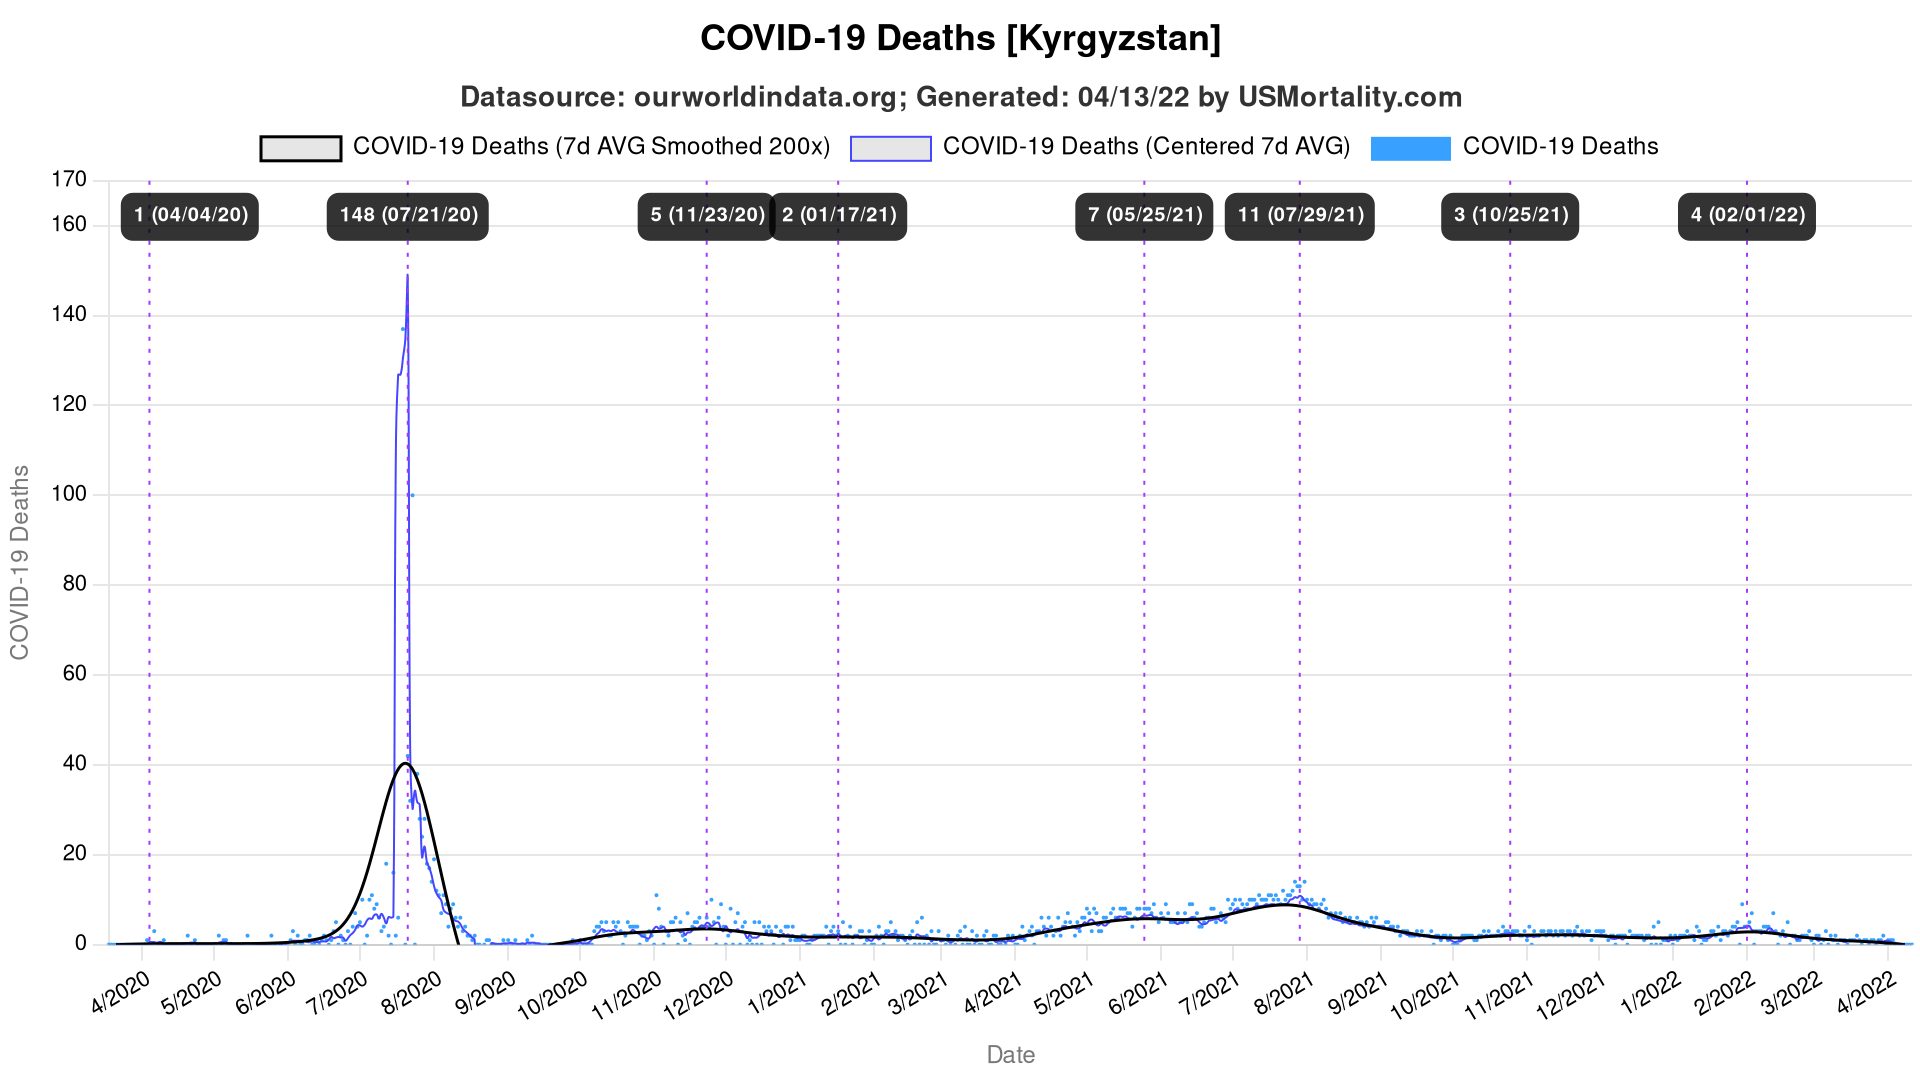 COVID-19 Deaths [Kyrgyzstan]
Datasource: ourworldindata.org; Generated: 04/13/22 by USMortality.com
COVID-19 Deaths (7d AVG Smoothed 200x) COVID-19 Deaths (Centered 7d AVG) COVID-19 Deaths
170
1 (04/04/20) 148 (07/21/20) 5 (11/23/20) 2 (01/17/21) 7 (05/25/21) 11 (07/29/21) 3 (10/25/21) 4 (02/01/22)
160
140
120
100
80
60
40
20
0
COVID-19 Deaths
4/2020 5/2020 6/2020 7/2020 8/2020 9/2020 10/2020 11/2020 12/2020 1/2021 2/2021 3/2021 4/2021 5/2021 6/2021 7/2021 8/2021 9/2021 10/2021 11/2021 12/2021 1/2022 2/2022 3/2022 4/2022
Date